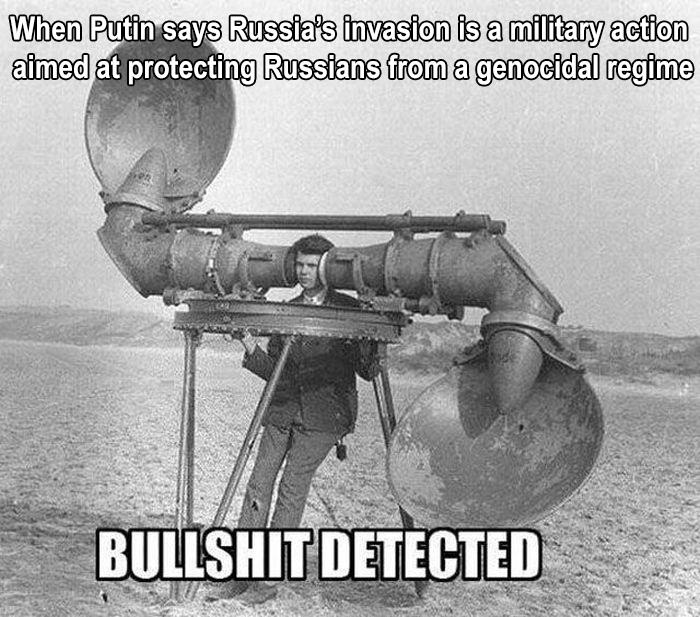 When Putin says Russia's invasion is a military action
aimed at protecting Russians from a genocidal regime
BULLSHIT DETECTED